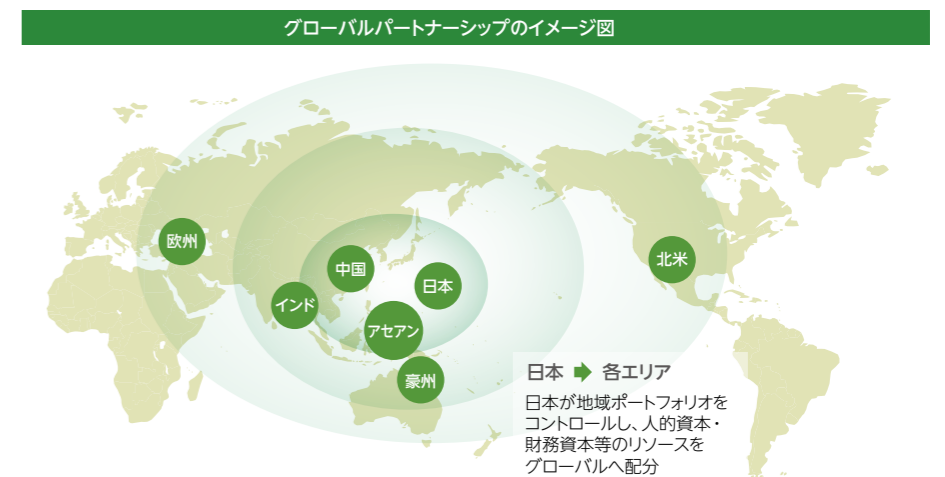 グローバルパートナーシップのイメージ図
欧州
中国
日本
北米
インド
アセアン
豪州
日本 ➡ 各エリア
日本が地域ポートフォリオを
コントロールし、人的資本・
財務資本等のリソースを
グローバルへ配分